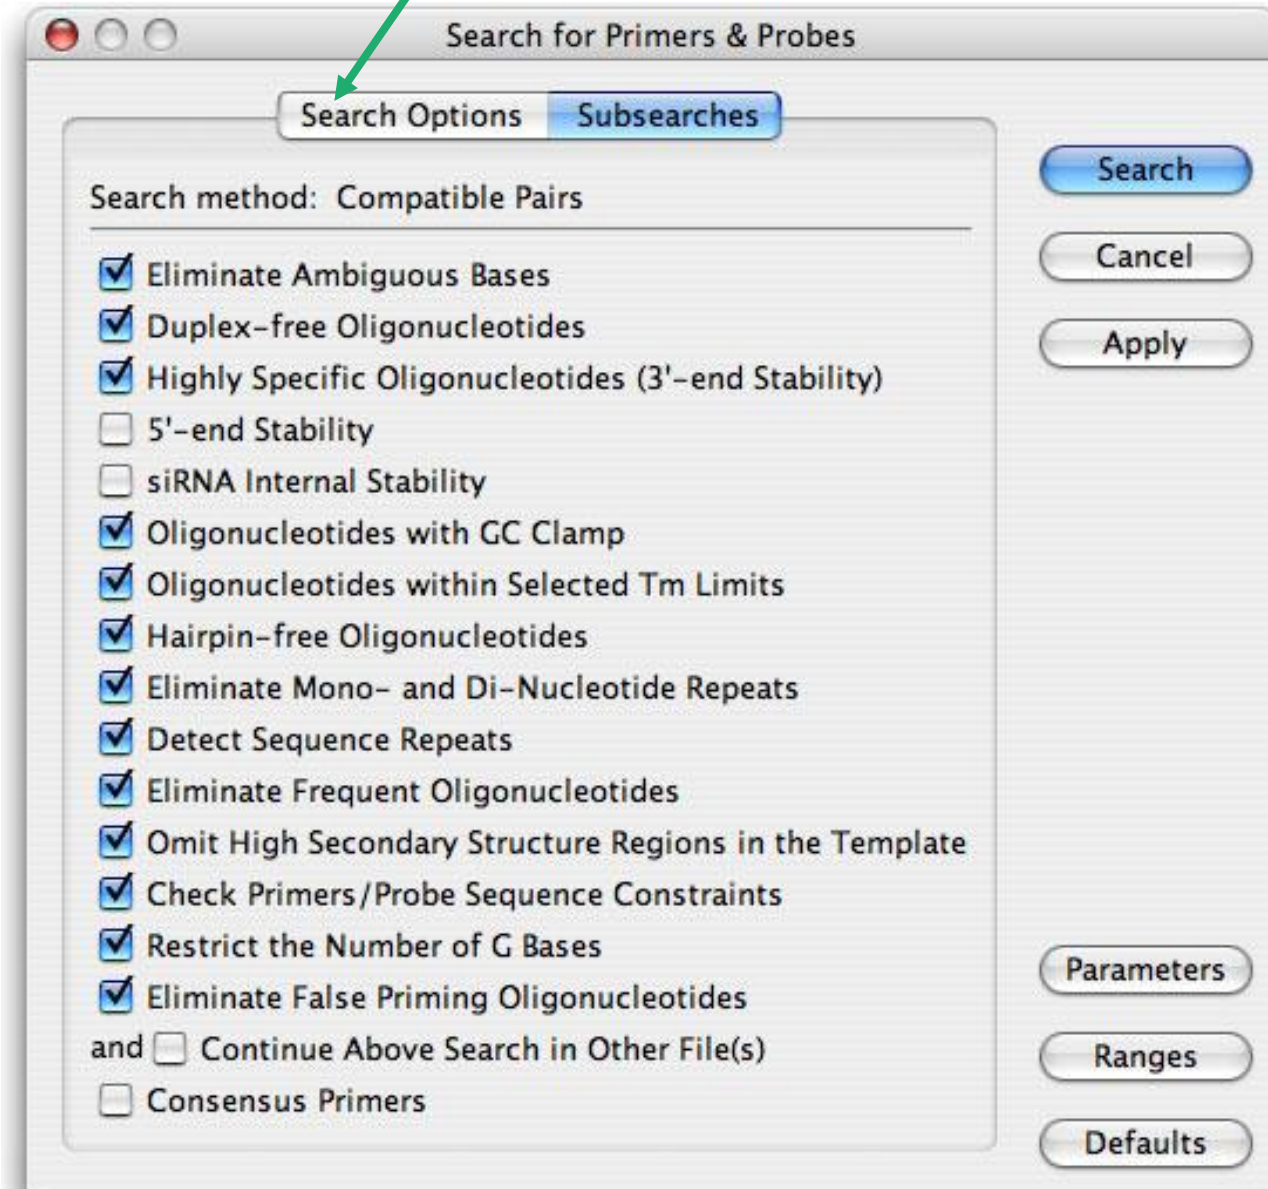 Search for Primers & Probes
Search Options
Subsearches
Search method: Compatible Pairs
Eliminate Ambiguous Bases
Duplex-free Oligonucleotides
Highly Specific Oligonucleotides (3'-end Stability)
5'-end Stability
siRNA Internal Stability
Oligonucleotides with GC Clamp
Oligonucleotides within Selected Tm Limits
Hairpin-free Oligonucleotides
Eliminate Mono- and Di-Nucleotide Repeats
Detect Sequence Repeats
Eliminate Frequent Oligonucleotides
Omit High Secondary Structure Regions in the Template
Check Primers/Probe Sequence Constraints
Restrict the Number of G Bases
Eliminate False Priming Oligonucleotides
and Continue Above Search in Other File(s)
Consensus Primers
Search
Cancel
Apply
Parameters
Ranges
Defaults